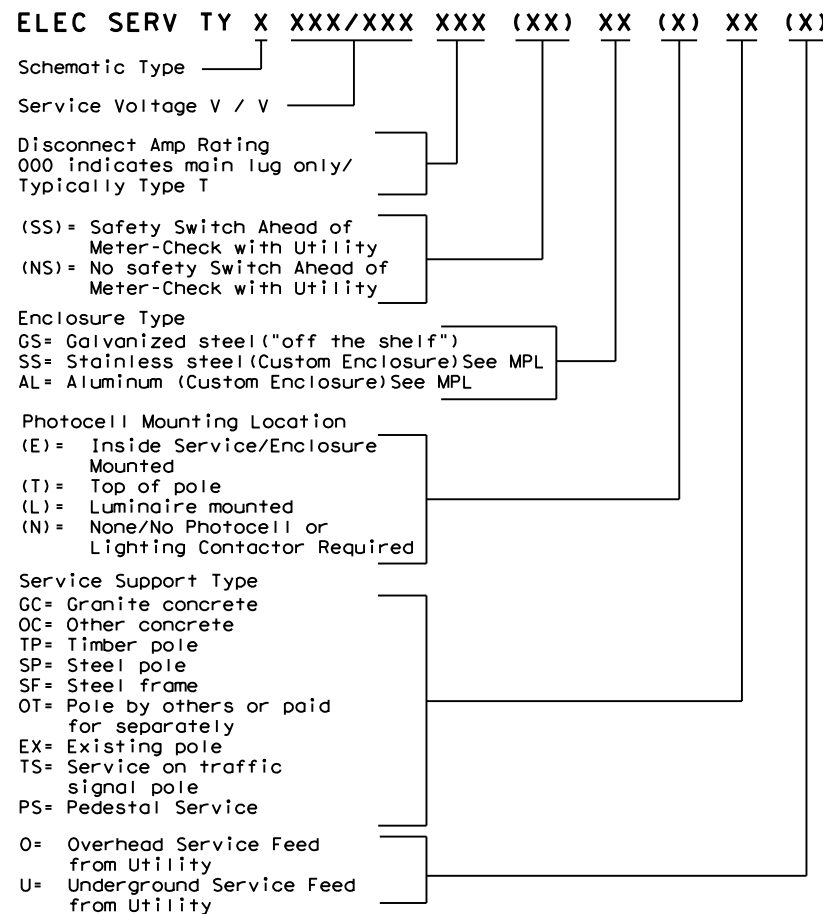 ELEC SERV TY X XXX/XXX XXX (XX) XX (X) XX (X)
Schematic Type
Service Voltage V / V
Disconnect Amp Rating
000 indicates main lug only/
Typically Type T
(SS)= Safety Switch Ahead of
Meter-Check with Utility
(NS)= No safety Switch Ahead of
Meter-Check with Utility
Enclosure Type
GS= Galvanized steel("off the shelf")
SS= Stainless steel(Custom Enclosure)See MPL
AL= Aluminum (Custom Enclosure)See MPL
Photocell Mounting Location
(E)= Inside Service/Enclosure
Mounted
(T)= Top of pole
(L)= Luminaire mounted
(N)= None/No Photocell or
Lighting Contactor Required
Service Support Type
GC= Granite concrete
OC= Other concrete
TP= Timber pole
SP= Steel pole
SF= Steel frame
OT= Pole by others or paid
for separately
EX= Existing pole
TS= Service on traffic
signal pole
PS= Pedestal Service
O= Overhead Service Feed
from Utility
U= Underground Service Feed
from Utility